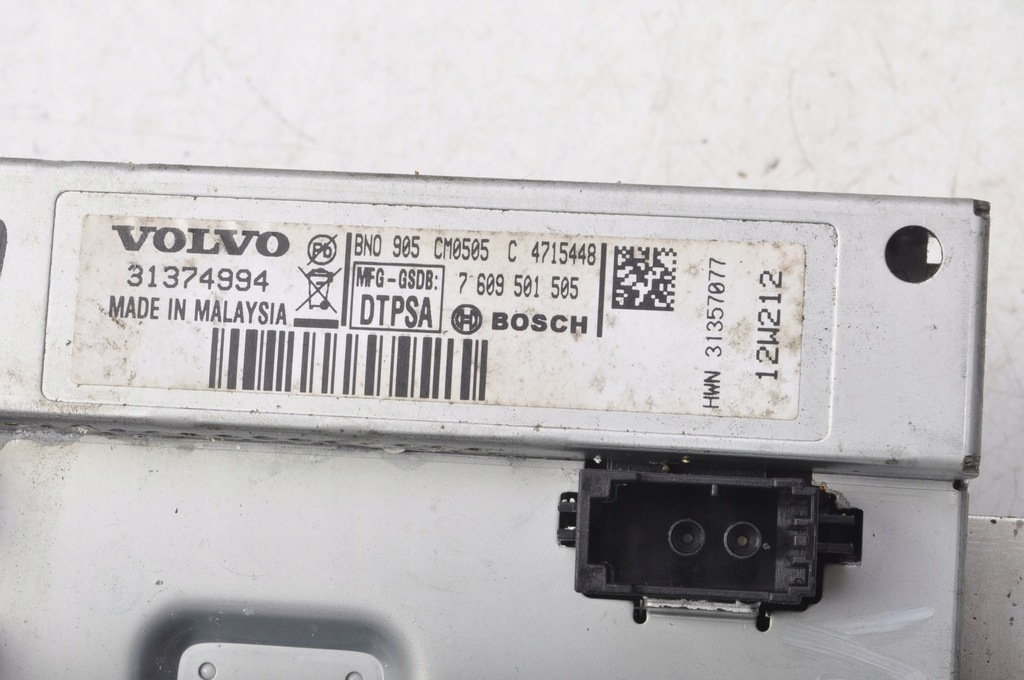 VOLVO
31374994
MADE IN MALAYSIA
Pb
BNO 905 CM0505 C 4715448
MFG-GSDB:
DTPSA
7 609 501 505
BOSCH
HWN 31357077
12W212